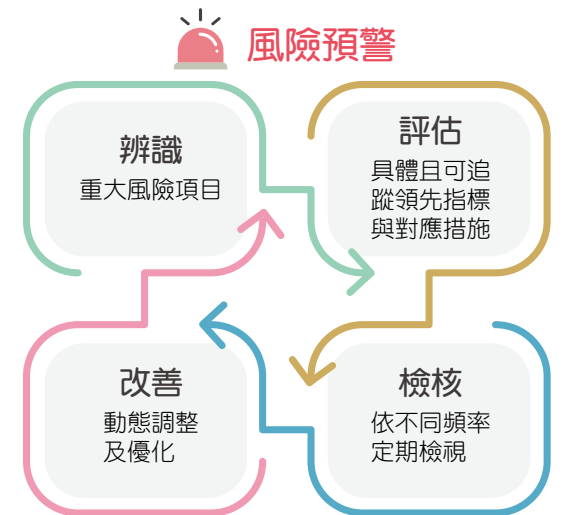 風險預警
辨識
重大風險項目
評估
具體且可追
蹤領先指標
與對應措施
改善
動態調整
及優化
檢核
依不同頻率
定期檢視